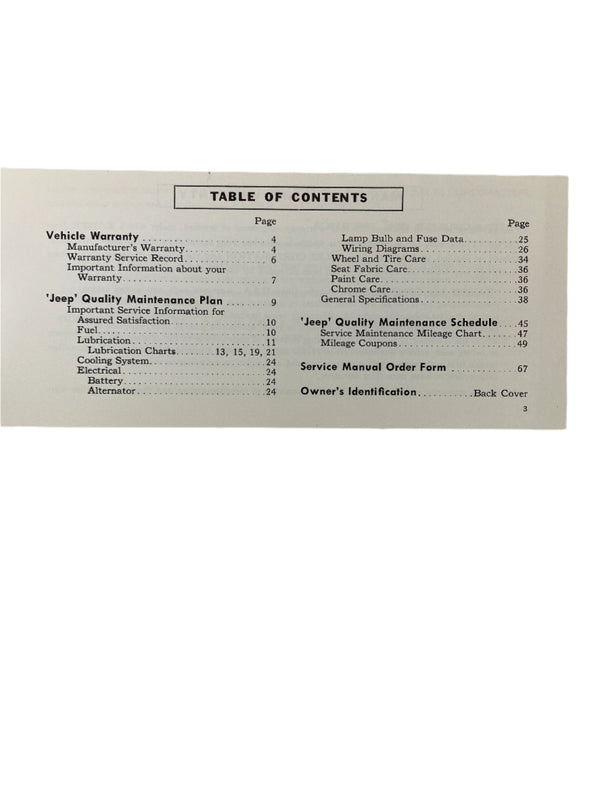 TABLE OF CONTENTS
Page
Vehicle Warranty . . . . . . . . . . . . . . . . . . . . . 4
Manufacturer's Warranty. . . . . . . . . . . . . . . 4
Warranty Service Record. . . . . . . . . . . . . . . 6
Important Information about your
Warranty. . . . . . . . . . . . . . . . . . . . . . . . . . 7
'Jeep' Quality Maintenance Plan . . . . . . . 9
Important Service Information for
Assured Satisfaction. . . . . . . . . . . . . . . . . 10
Fuel. . . . . . . . . . . . . . . . . . . . . . . . . . . . . . 10
Lubrication. . . . . . . . . . . . . . . . . . . . . . . . 11
Lubrication Charts. . . . . . . 13, 15, 19, 21
Cooling System. . . . . . . . . . . . . . . . . . . . 24
Electrical . . . . . . . . . . . . . . . . . . . . . . . . . 24
Battery. . . . . . . . . . . . . . . . . . . . . . . . . . 24
Alternator. . . . . . . . . . . . . . . . . . . . . . . 24
Page
Lamp Bulb and Fuse Data. . . . . . . . . 25
Wiring Diagrams. . . . . . . . . . . . . . . . . 26
Wheel and Tire Care . . . . . . . . . . . . . . . 34
Seat Fabric Care. . . . . . . . . . . . . . . . . . . 36
Paint Care. . . . . . . . . . . . . . . . . . . . . . . . 36
Chrome Care. . . . . . . . . . . . . . . . . . . . . . 36
General Specifications. . . . . . . . . . . . . . . . 38
'Jeep' Quality Maintenance Schedule . . . . 45
Service Maintenance Mileage Chart. . . . . . 47
Mileage Coupons. . . . . . . . . . . . . . . . . . . . 49
Service Manual Order Form . . . . . . . . . . . 67
Owner's Identification. . . . . . . . . .Back Cover
3